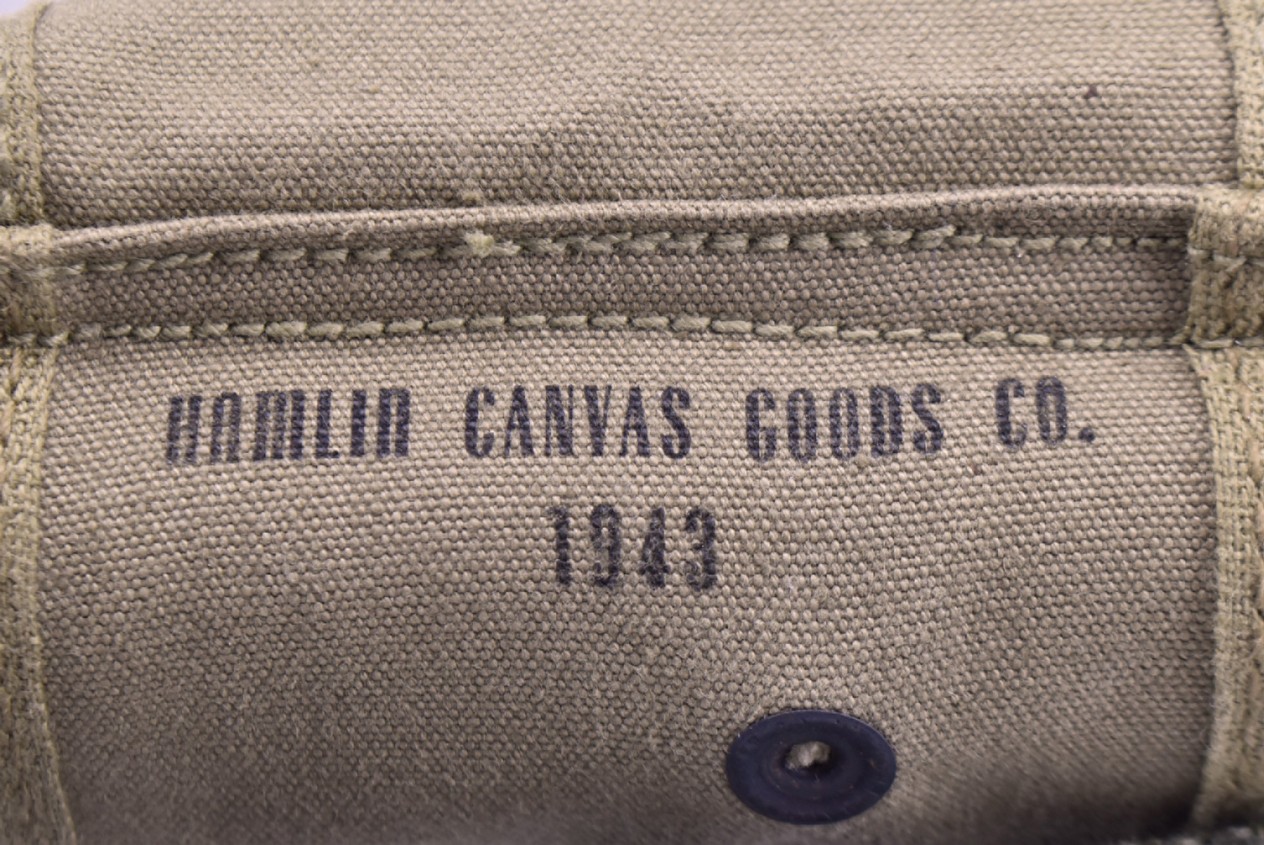 HAMLIN CANVAS GOODS CO.
1943